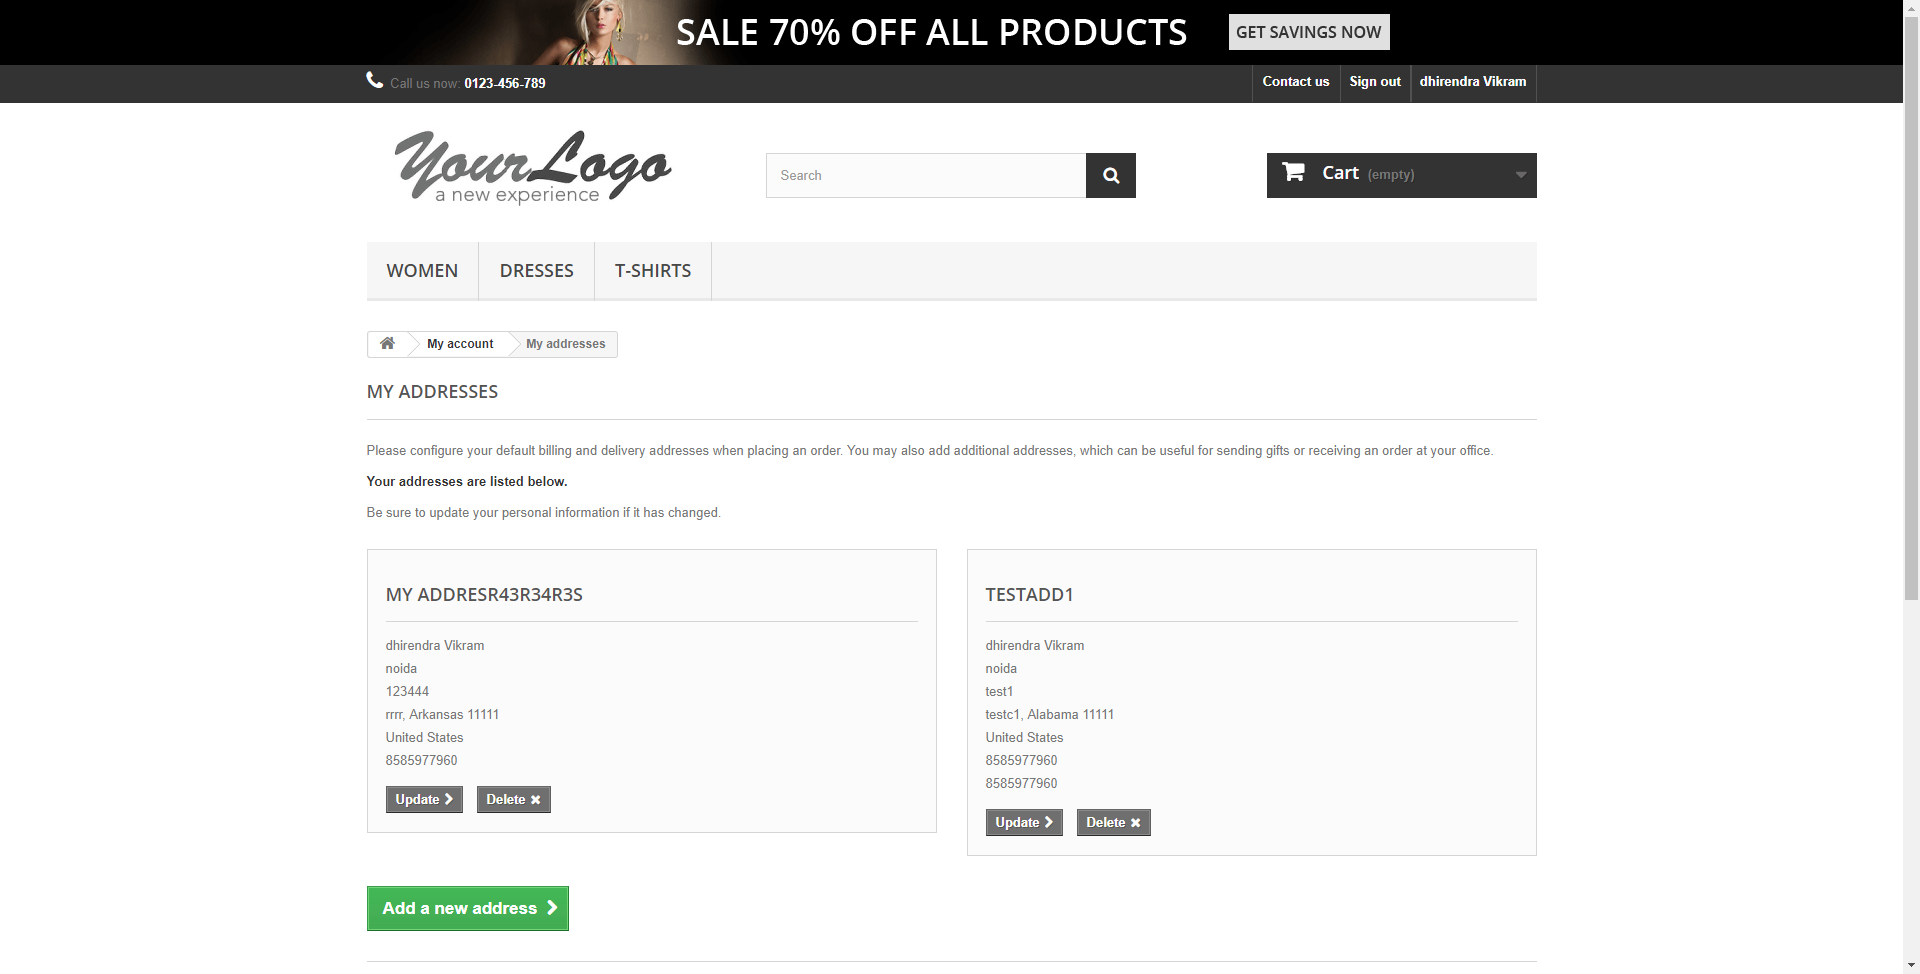 SALE 70% OFF ALL PRODUCTS GET SAVINGS NOW
Call us now: 0123-456-789 Contact us Sign out dhirendra Vikram
YourLogo
a new experience
Search
Cart (empty)
WOMEN DRESSES T-SHIRTS
My account My addresses
MY ADDRESSES
Please configure your default billing and delivery addresses when placing an order. You may also add additional addresses, which can be useful for sending gifts or receiving an order at your office.
Your addresses are listed below.
Be sure to update your personal information if it has changed.
MY ADDRESR43R34R3S
dhirendra Vikram
noida
123444
rrrr, Arkansas 11111
United States
8585977960
Update Delete
TESTADD1
dhirendra Vikram
noida
test1
testc1, Alabama 11111
United States
8585977960
8585977960
Update Delete
Add a new address